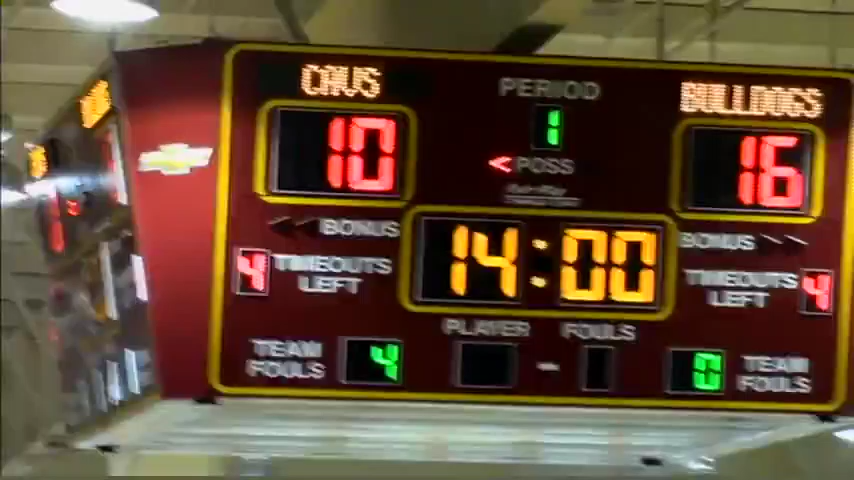 CAVS PERIOD BULLDOGS
10 1 16
< POSS
BONUS 14:00 BONUS
4 TIMEOUTS LEFT TIMEOUTS LEFT 4
PLAYER FOULS
TEAM FOULS 4 - 0 TEAM FOULS